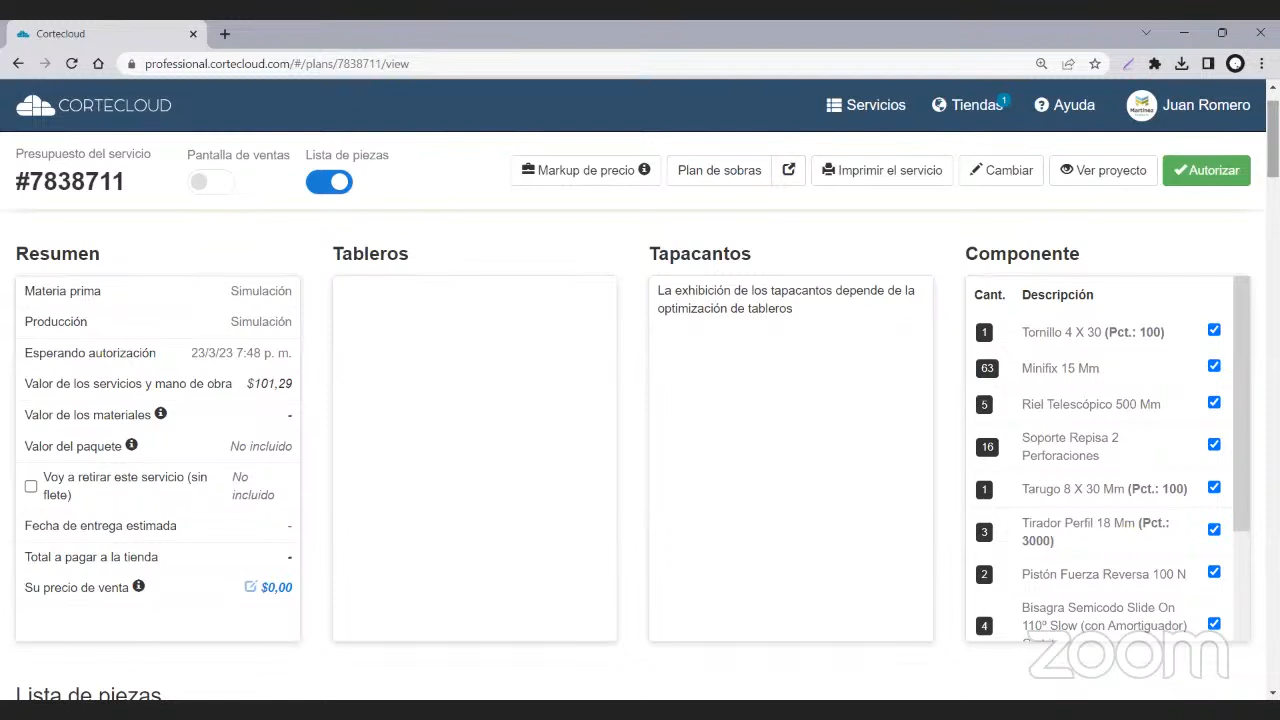 Cortecloud
professional.cortecloud.com/#/plans/7838711/view
CORTECLOUD
Servicios
Tiendas
1
Ayuda
Martínez
Juan Romero
Presupuesto del servicio
#7838711
Pantalla de ventas
Lista de piezas
Markup de precio
Plan de sobras
Imprimir el servicio
Cambiar
Ver proyecto
Autorizar
Resumen
Materia prima Simulación
Producción Simulación
Esperando autorización 23/3/23 7:48 p. m.
Valor de los servicios y mano de obra $101,29
Valor de los materiales -
Valor del paquete No incluido
Voy a retirar este servicio (sin No
flete) incluido
Fecha de entrega estimada -
Total a pagar a la tienda -
Su precio de venta $0,00
Tableros
Tapacantos
La exhibición de los tapacantos depende de la
optimización de tableros
Componente
Cant. Descripción
1 Tornillo 4 X 30 (Pct.: 100)
63 Minifix 15 Mm
5 Riel Telescópico 500 Mm
16 Soporte Repisa 2
Perforaciones
1 Tarugo 8 X 30 Mm (Pct.: 100)
3 Tirador Perfil 18 Mm (Pct.:
3000)
2 Pistón Fuerza Reversa 100 N
4 Bisagra Semicodo Slide On
110º Slow (con Amortiguador)
zoom
Lista de piezas